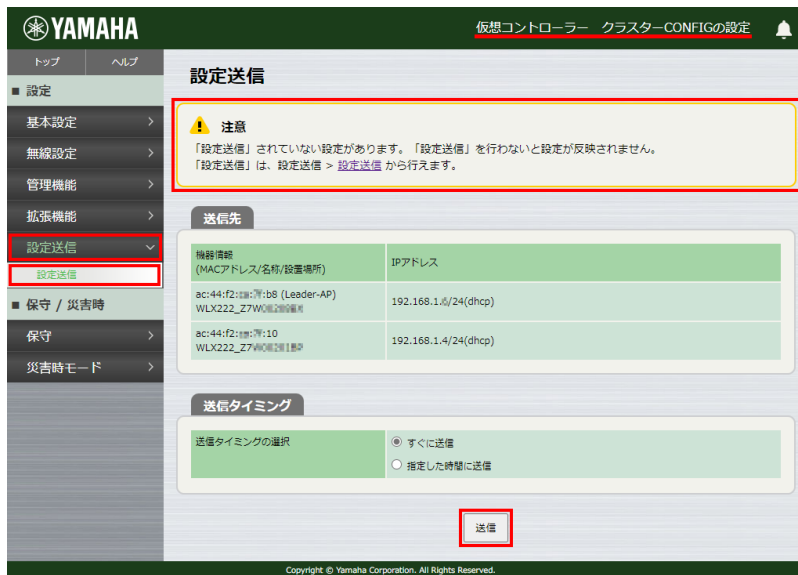 YAMAHA
仮想コントローラー クラスターCONFIGの設定
トップ ヘルプ
■ 設定
基本設定
無線設定
管理機能
拡張機能
設定送信
設定送信
■ 保守 / 災害時
保守
災害時モード
設定送信
注意
「設定送信」されていない設定があります。「設定送信」を行わないと設定が反映されません。
「設定送信」は、設定送信 > 設定送信 から行えます。
送信先
機器情報
(MACアドレス/名称/設置場所)
IPアドレス
ac:44:f2: :b8 (Leader-AP)
WLX222_Z7W
192.168.1. /24(dhcp)
ac:44:f2: :10
WLX222_Z7
192.168.1.4/24(dhcp)
送信タイミング
送信タイミングの選択
すぐに送信
指定した時間に送信
送信
Copyright © Yamaha Corporation. All Rights Reserved.